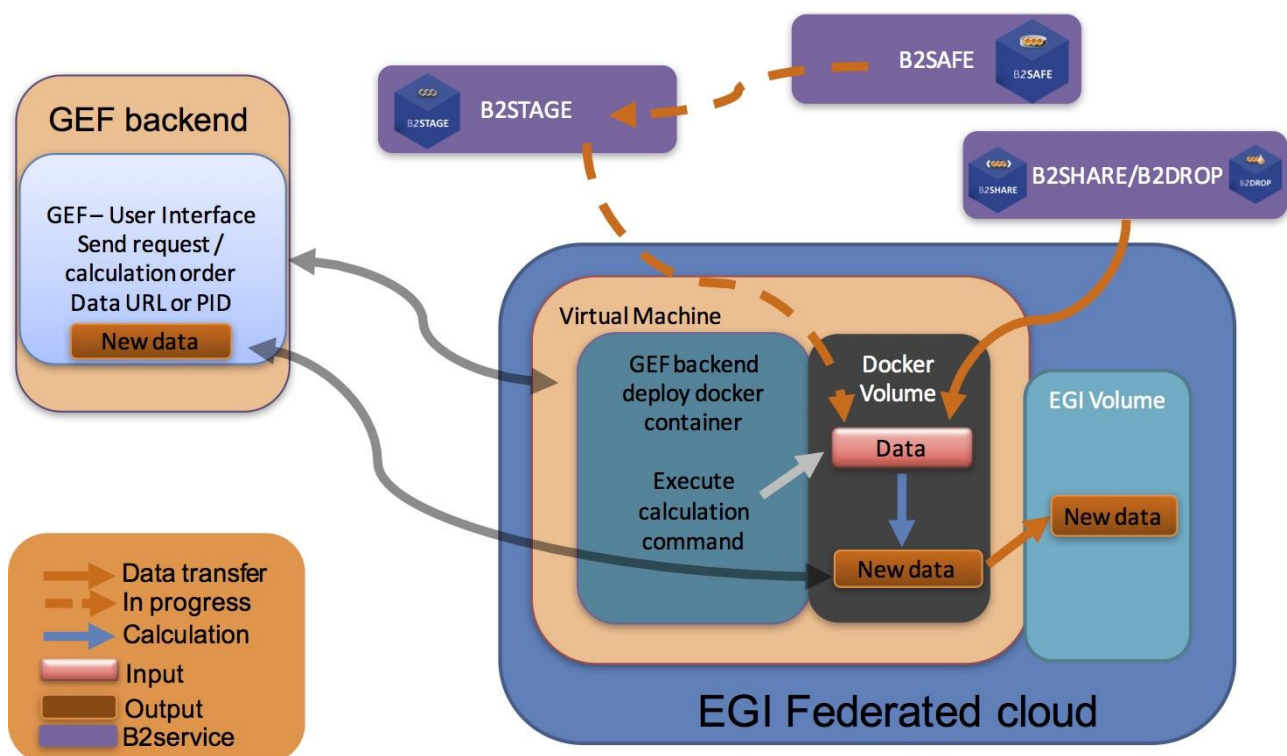 GEF backend
GEF – User Interface
Send request /
calculation order
Data URL or PID
New data
B2STAGE
B2STAGE
B2SAFE
B2SAFE
B2SHARE
B2SHARE/B2DROP
B2DROP
Virtual Machine
GEF backend
deploy docker
container
Execute
calculation
command
Docker
Volume
Data
New data
EGI Volume
New data
EGI Federated cloud
Data transfer
In progress
Calculation
Input
Output
B2service